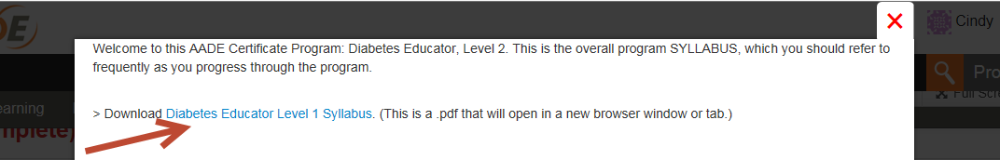 DE
Cindy
Welcome to this AADE Certificate Program: Diabetes Educator, Level 2. This is the overall program SYLLABUS, which you should refer to
frequently as you progress through the program.
Pro
Full Scr
earning
> Download Diabetes Educator Level 1 Syllabus. (This is a .pdf that will open in a new browser window or tab.)
mplete)